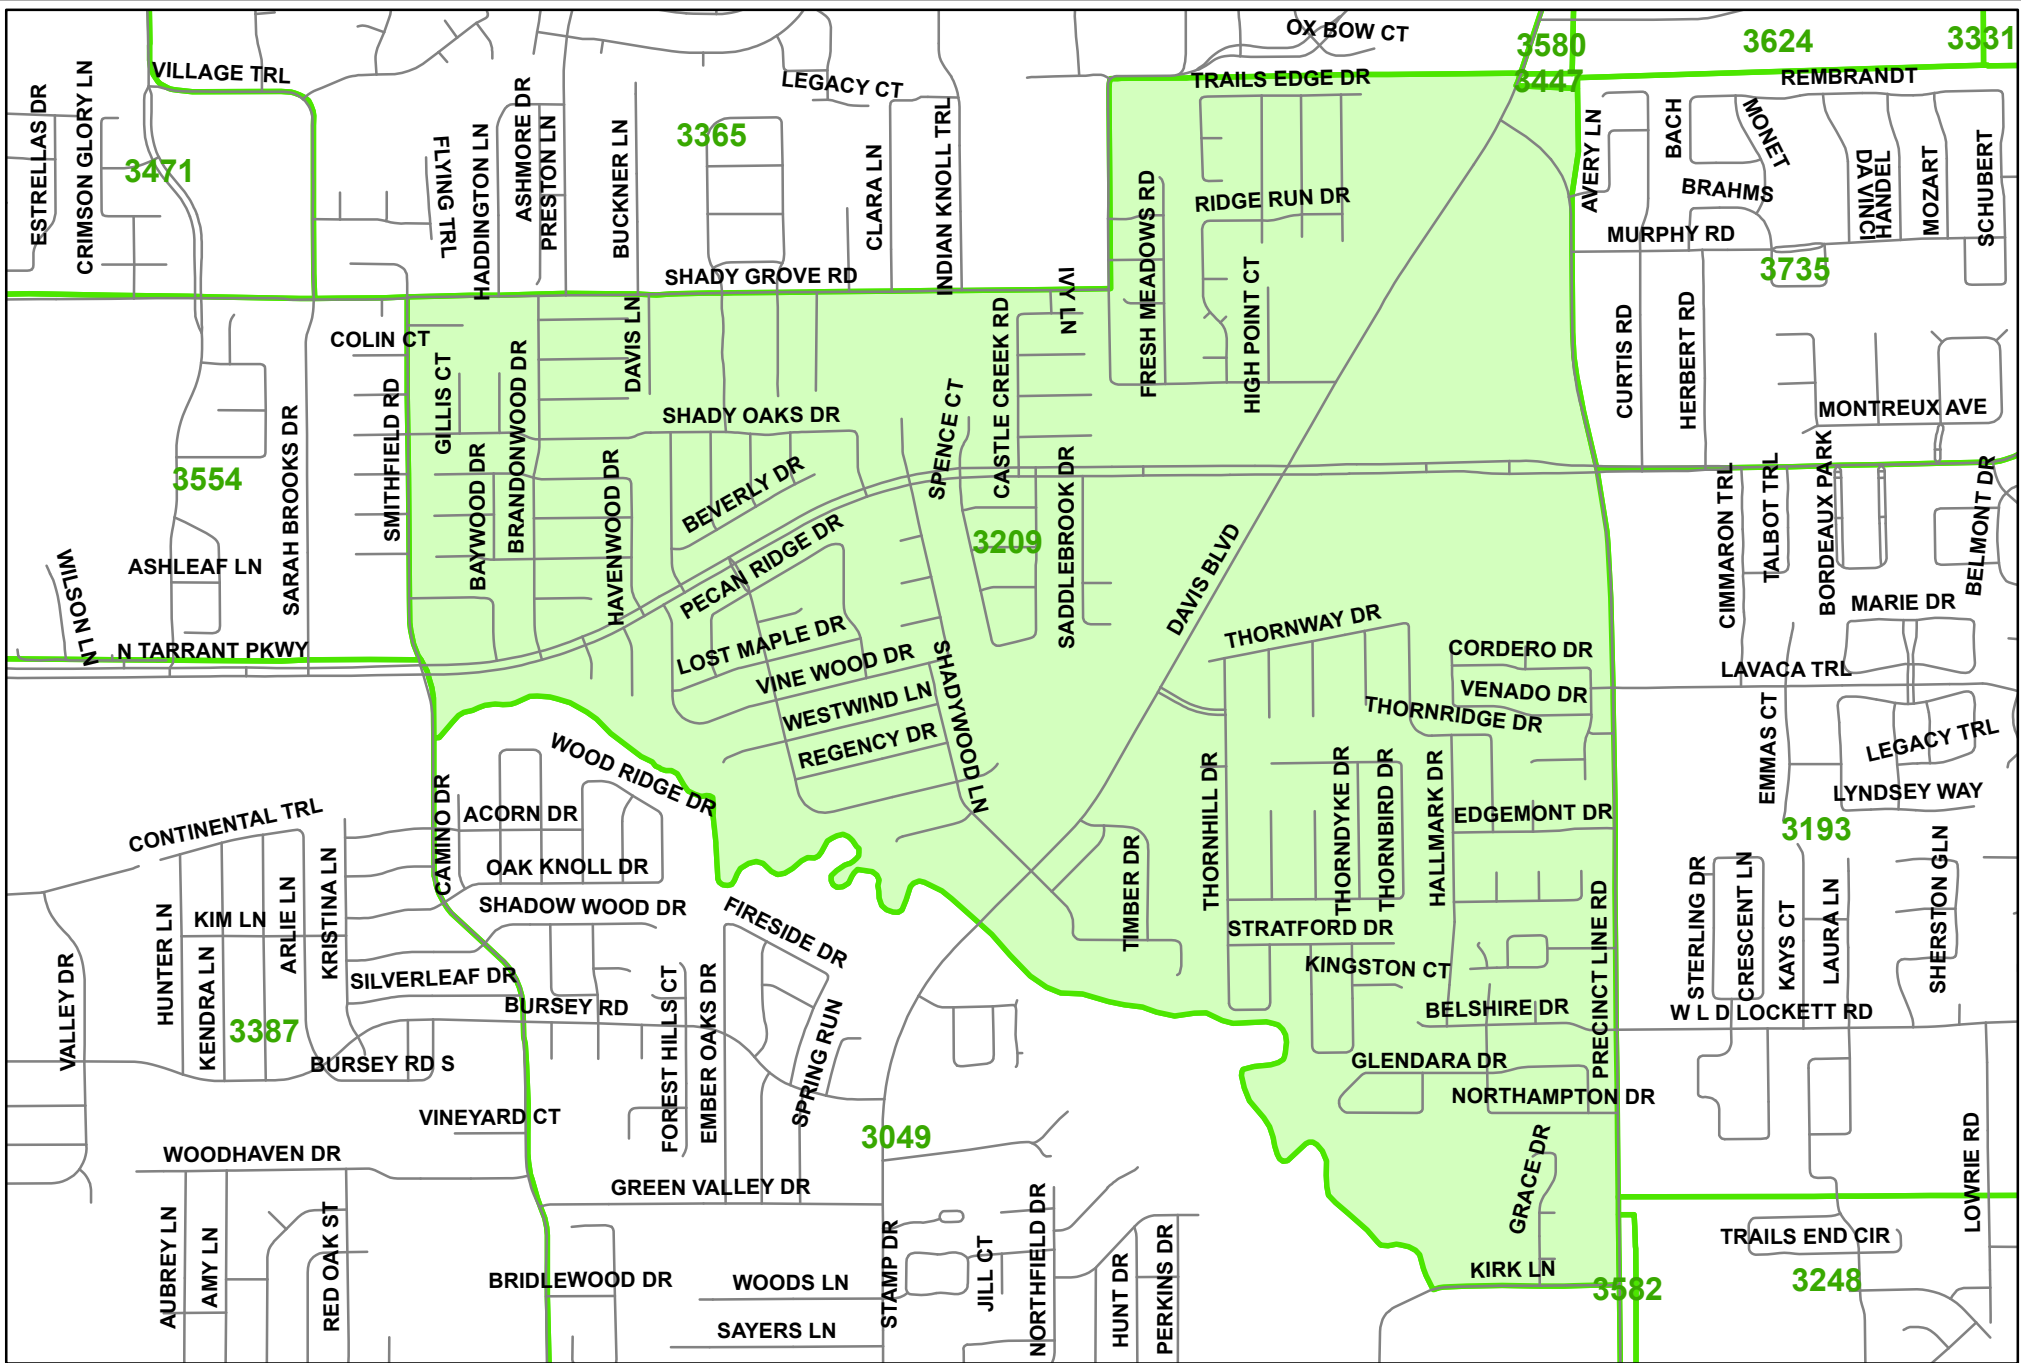 OX BOW CT
3580
3624
3331
VILLAGE TRL
LEGACY CT
TRAILS EDGE DR
3447
REMBRANDT
ESTRELLAS DR
CRIMSON GLORY LN
3471
FLYING TRL
HADDINGTON LN
ASHMORE DR
PRESTON LN
BUCKNER LN
3365
CLARA LN
INDIAN KNOLL TRL
FRESH MEADOWS RD
RIDGE RUN DR
AVERY LN
BACH
MONET
BRAHMS
DA VINCI
HANDEL
MOZART
SCHUBERT
MURPHY RD
3735
SHADY GROVE RD
IVY LN
COLIN CT
DAVIS LN
CASTLE CREEK RD
HIGH POINT CT
CURTIS RD
HERBERT RD
SMITHFIELD RD
GILLIS CT
BRANDONWOOD DR
SHADY OAKS DR
SPENCE CT
MONTREUX AVE
SARAH BROOKS DR
3554
BAYWOOD DR
HAVENWOOD DR
BEVERLY DR
PECAN RIDGE DR
3209
SADDLEBROOK DR
DAVIS BLVD
CIMMARON TRL
TALBOT TRL
BORDEAUX PARK
BELMONT DR
WILSON LN
ASHLEAF LN
N TARRANT PKWY
LOST MAPLE DR
VINE WOOD DR
WESTWIND LN
REGENCY DR
SHADYWOOD LN
THORNWAY DR
CORDERO DR
VENADO DR
THORNRIDGE DR
MARIE DR
LAVACA TRL
EMMAS CT
LEGACY TRL
LYNDSEY WAY
WOOD RIDGE DR
CONTINENTAL TRL
CAMINO DR
ACORN DR
OAK KNOLL DR
THORNHILL DR
THORNDYKE DR
THORNBIRD DR
HALLMARK DR
EDGEMONT DR
3193
TIMBER DR
HUNTER LN
KIM LN
KENDRA LN
ARLIE LN
KRISTINA LN
SHADOW WOOD DR
FIRESIDE DR
STRATFORD DR
KINGSTON CT
PRECINCT LINE RD
STERLING DR
CRESCENT LN
KAYS CT
LAURA LN
SHERSTON GLN
VALLEY DR
SILVERLEAF DR
BURSEY RD
FOREST HILLS CT
EMBER OAKS DR
SPRING RUN
BELSHIRE DR
W L D LOCKETT RD
3387
BURSEY RD S
GLENDARA DR
NORTHAMPTON DR
VINEYARD CT
3049
WOODHAVEN DR
GREEN VALLEY DR
GRACE DR
LOWRIE RD
AUBREY LN
AMY LN
RED OAK ST
STAMP DR
JILL CT
NORTHFIELD DR
HUNT DR
PERKINS DR
TRAILS END CIR
BRIDLEWOOD DR
WOODS LN
KIRK LN
3582
3248
SAYERS LN